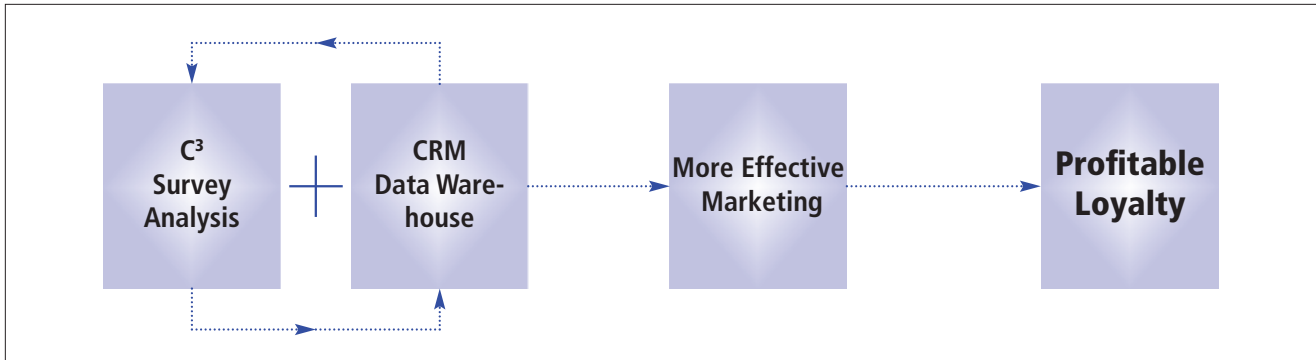 C³
Survey
Analysis
CRM
Data Ware-
house
More Effective
Marketing
Profitable
Loyalty